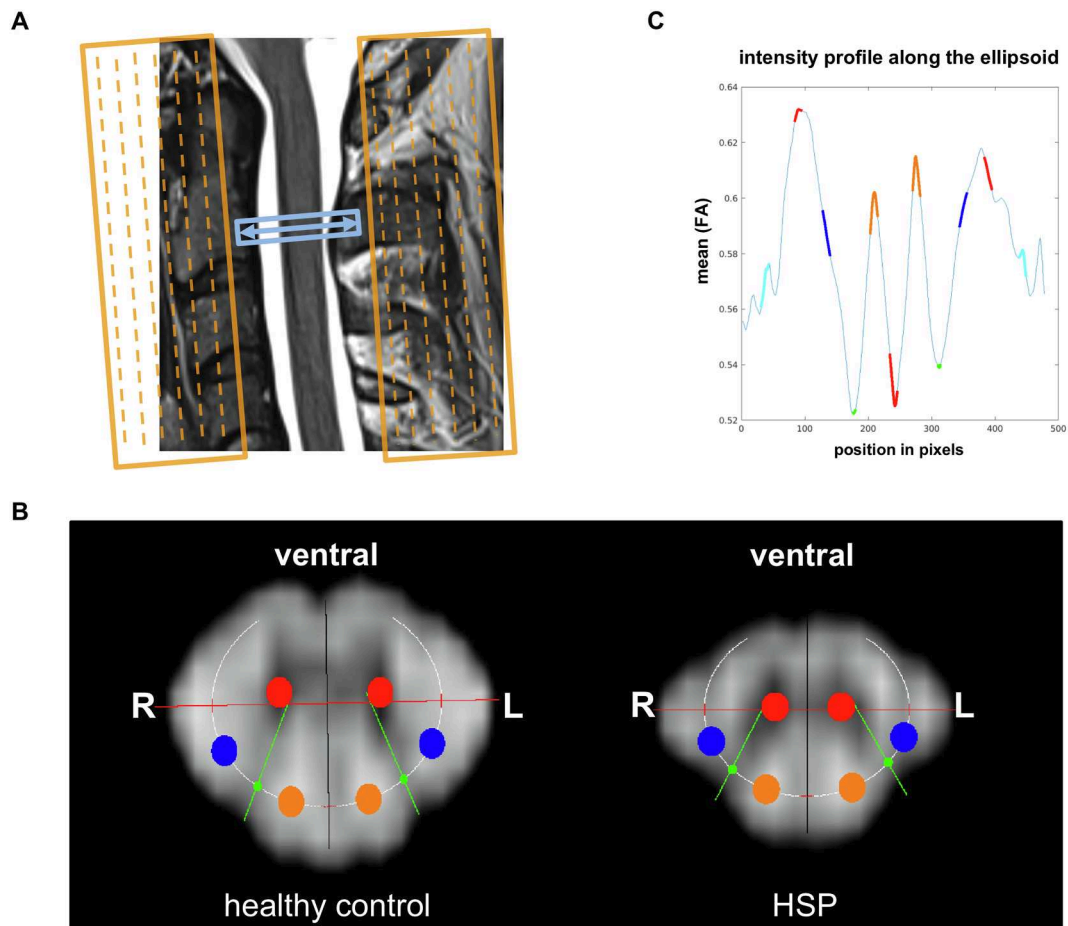 A
C
intensity profile along the ellipsoid
mean (FA)
0.64
0.62
0.6
0.58
0.56
0.54
0.52
0
100
200
300
400
500
position in pixels
B
ventral
ventral
R
L
R
L
healthy control
HSP